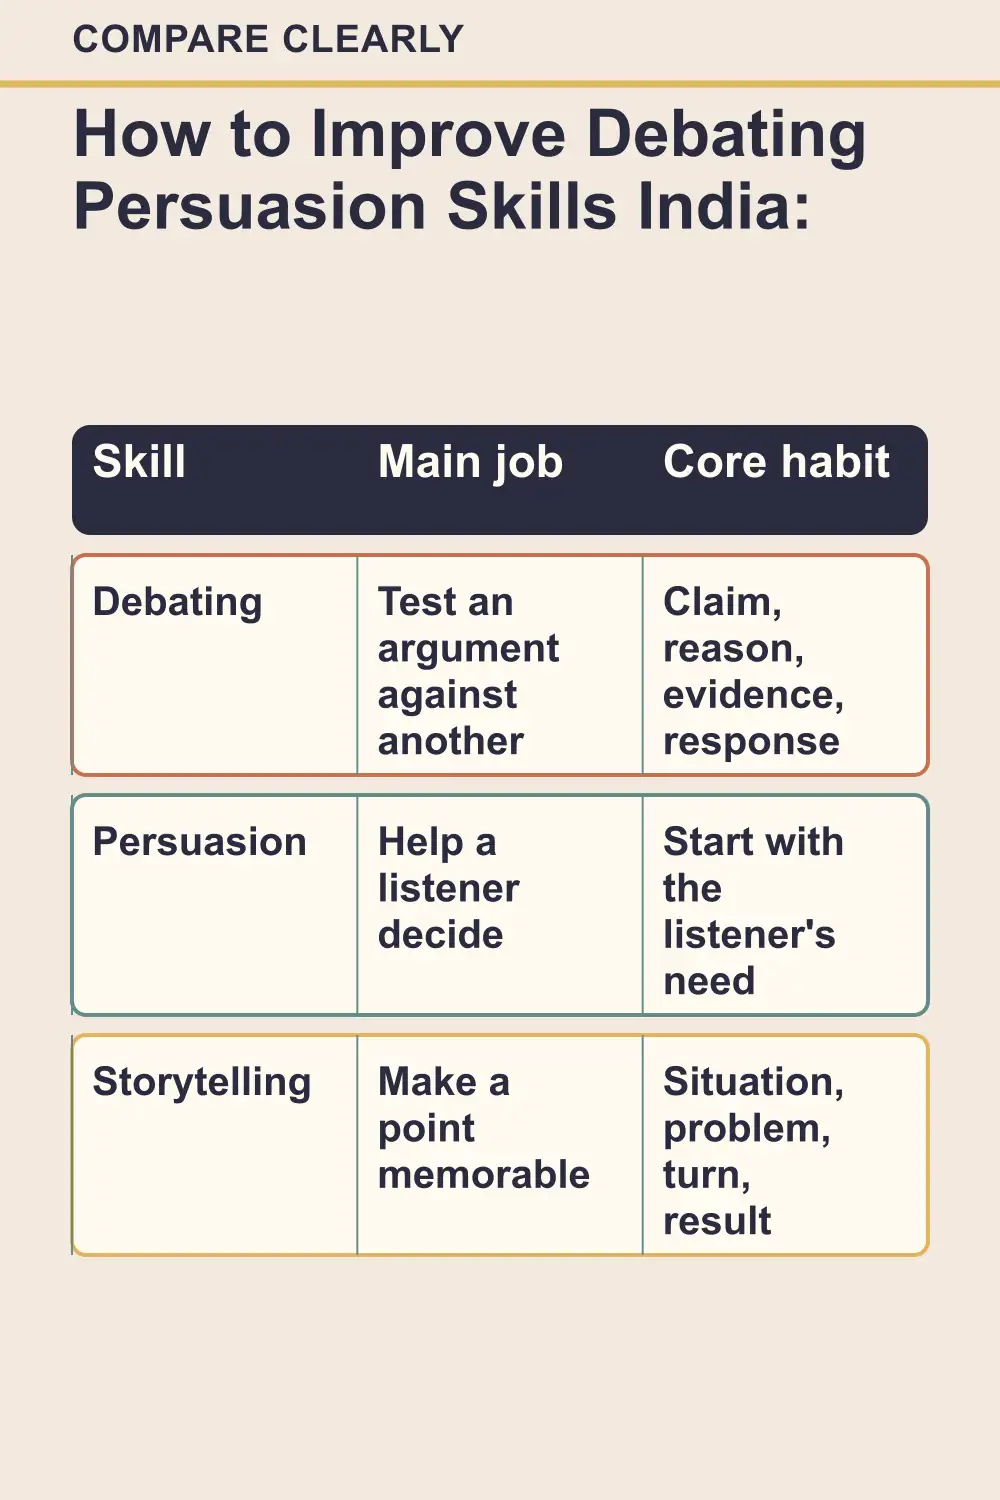 COMPARE CLEARLY
How to Improve Debating
Persuasion Skills India:
Skill
Main job
Core habit
Debating
Test an
argument
against
another
Claim,
reason,
evidence,
response
Persuasion
Help a
listener
decide
Start with
the
listener's
need
Storytelling
Make a
point
memorable
Situation,
problem,
turn,
result